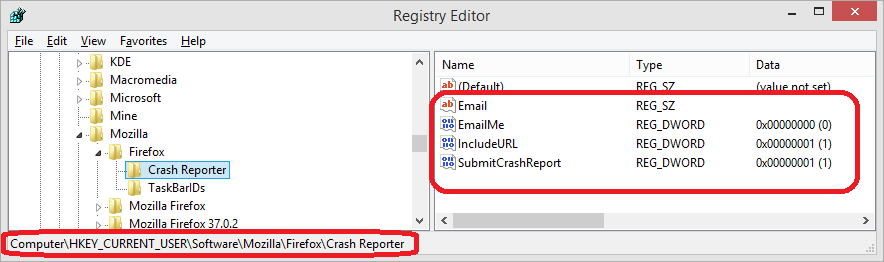 Registry Editor
File Edit View Favorites Help
KDE
Macromedia
Microsoft
Mine
Mozilla
Firefox
Crash Reporter
TaskBarIDs
Mozilla Firefox
Mozilla Firefox 37.0.2
Name Type Data
ab (Default) REG_SZ (value not set)
ab Email REG_SZ
EmailMe REG_DWORD 0x00000000 (0)
IncludeURL REG_DWORD 0x00000001 (1)
SubmitCrashReport REG_DWORD 0x00000001 (1)
Computer\HKEY_CURRENT_USER\Software\Mozilla\Firefox\Crash Reporter